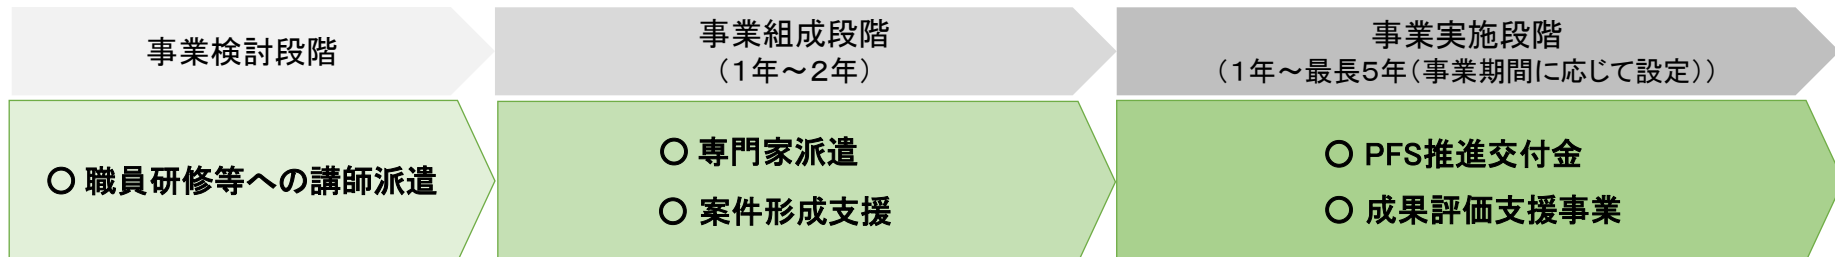 事業検討段階
事業組成段階
（１年～２年）
事業実施段階
（１年～最長５年（事業期間に応じて設定））
〇 職員研修等への講師派遣
〇 専門家派遣
〇 案件形成支援
〇 PFS推進交付金
〇 成果評価支援事業